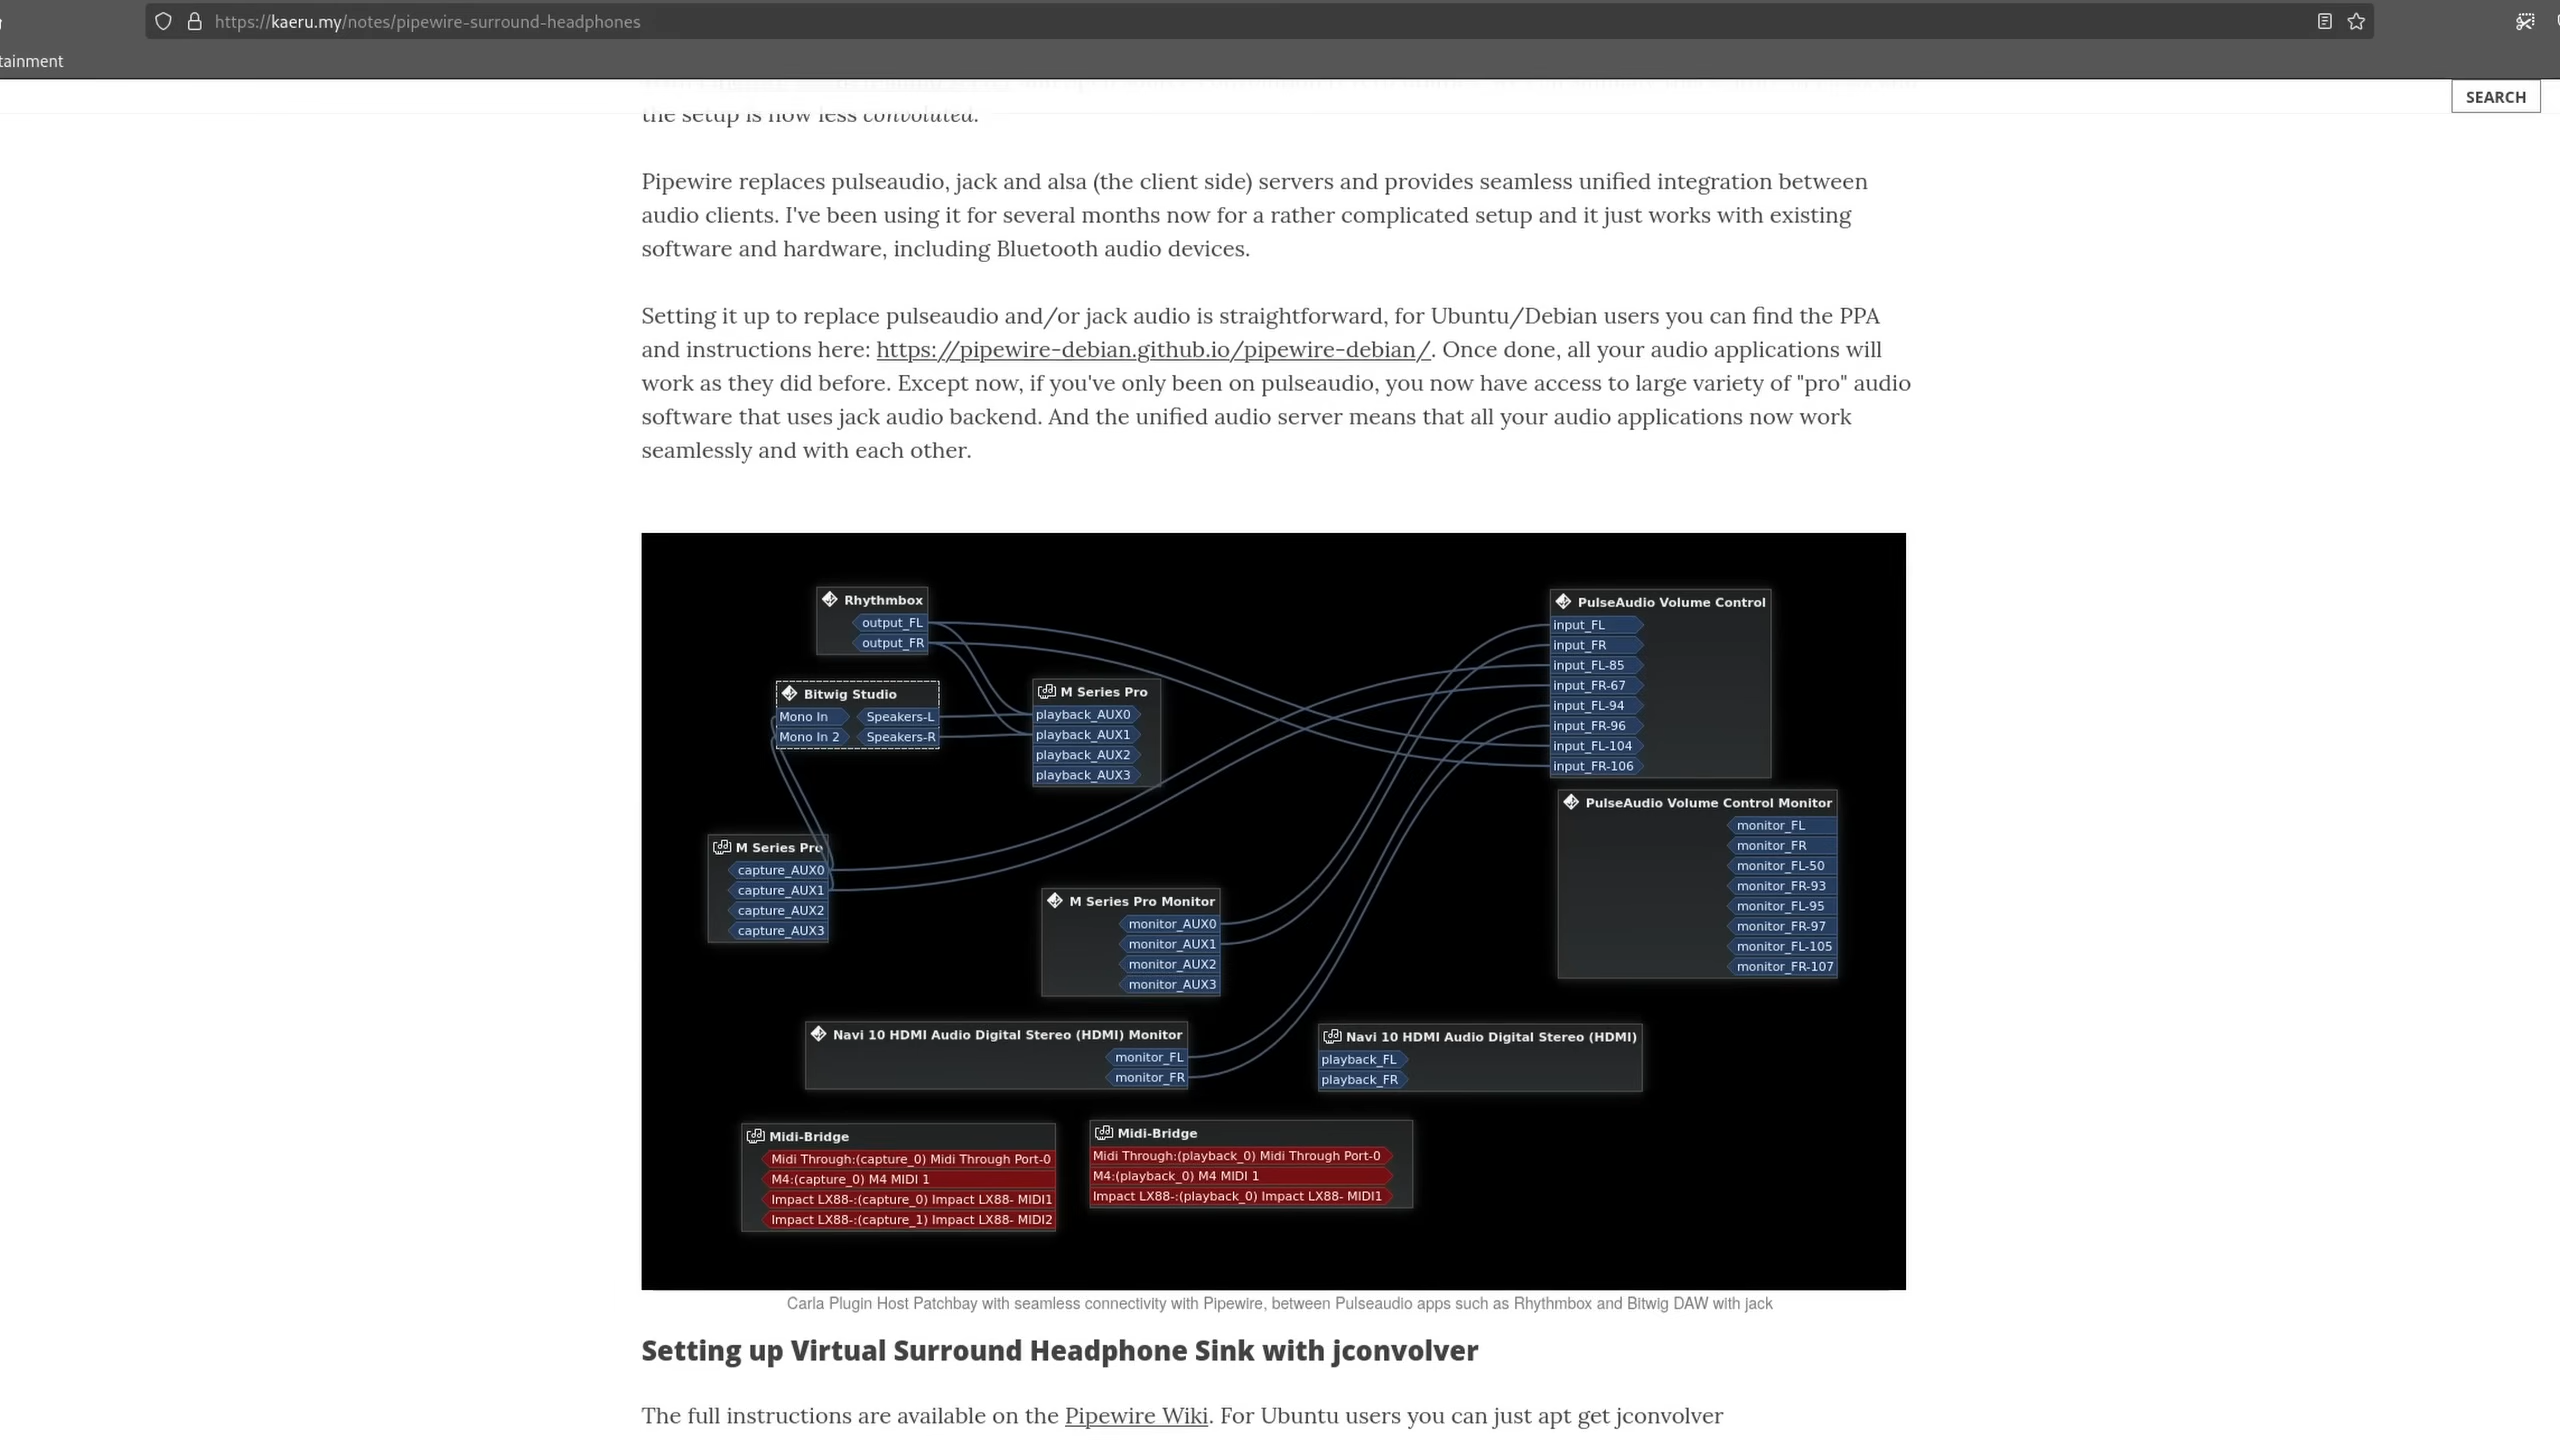 https://kaeru.my/notes/pipewire-surround-headphones
tainment
SEARCH
the setup is now less convoluted.
Pipewire replaces pulseaudio, jack and alsa (the client side) servers and provides seamless unified integration between
audio clients. I've been using it for several months now for a rather complicated setup and it just works with existing
software and hardware, including Bluetooth audio devices.
Setting it up to replace pulseaudio and/or jack audio is straightforward, for Ubuntu/Debian users you can find the PPA
and instructions here: https://pipewire-debian.github.io/pipewire-debian/. Once done, all your audio applications will
work as they did before. Except now, if you've only been on pulseaudio, you now have access to large variety of "pro" audio
software that uses jack audio backend. And the unified audio server means that all your audio applications now work
seamlessly and with each other.
Rhythmbox
output_FL
output_FR
Bitwig Studio
Mono In Speakers-L
Mono In 2 Speakers-R
M Series Pro
playback_AUX0
playback_AUX1
playback_AUX2
playback_AUX3
PulseAudio Volume Control
input_FL
input_FR
input_FL-85
input_FR-67
input_FL-94
input_FR-96
input_FL-104
input_FR-106
PulseAudio Volume Control Monitor
monitor_FL
monitor_FR
monitor_FL-50
monitor_FR-93
monitor_FL-95
monitor_FR-97
monitor_FL-105
monitor_FR-107
M Series Pro
capture_AUX0
capture_AUX1
capture_AUX2
capture_AUX3
M Series Pro Monitor
monitor_AUX0
monitor_AUX1
monitor_AUX2
monitor_AUX3
Navi 10 HDMI Audio Digital Stereo (HDMI) Monitor
monitor_FL
monitor_FR
Navi 10 HDMI Audio Digital Stereo (HDMI)
playback_FL
playback_FR
Midi-Bridge
Midi Through:(capture_0) Midi Through Port-0
M4:(capture_0) M4 MIDI 1
Impact LX88-:(capture_0) Impact LX88- MIDI1
Impact LX88-:(capture_1) Impact LX88- MIDI2
Midi-Bridge
Midi Through:(playback_0) Midi Through Port-0
M4:(playback_0) M4 MIDI 1
Impact LX88-:(playback_0) Impact LX88- MIDI1
Carla Plugin Host Patchbay with seamless connectivity with Pipewire, between Pulseaudio apps such as Rhythmbox and Bitwig DAW with jack
Setting up Virtual Surround Headphone Sink with jconvolver
The full instructions are available on the Pipewire Wiki. For Ubuntu users you can just apt get jconvolver